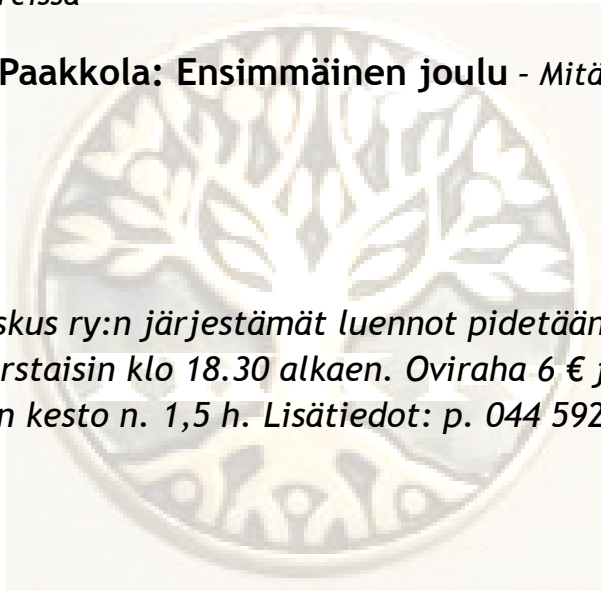 Paakkola: Ensimmäinen joulu – Mitä
skus ry:n järjestämät luennot pidetään
rstaisin klo 18.30 alkaen. Oviraha 6 € j
n kesto n. 1,5 h. Lisätiedot: p. 044 592